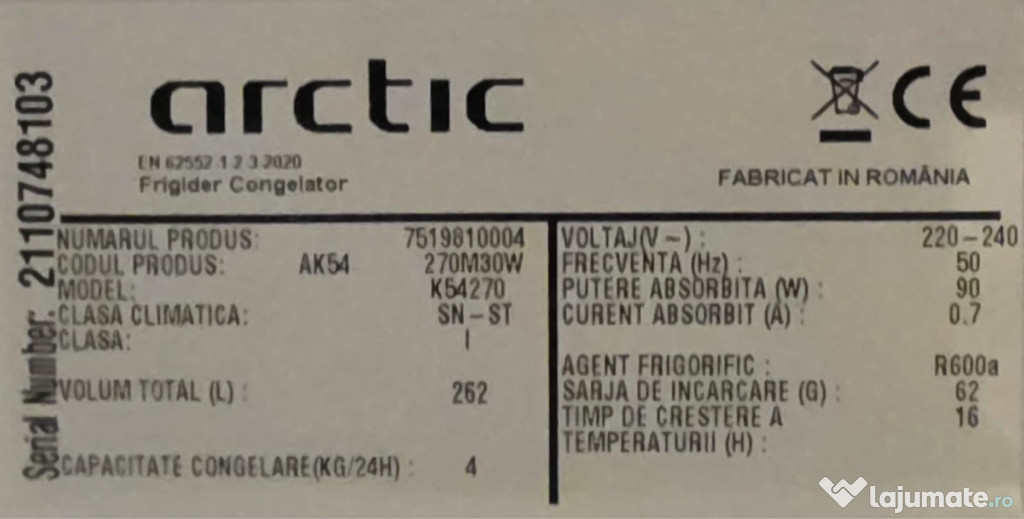 arctic
CE
EN 62552 1 2 3 2020
Frigider Congelator
FABRICAT IN ROMÂNIA
Serial Number: 2110748103
NUMARUL PRODUS: 7519810004
CODUL PRODUS: AK54 270M30W
MODEL: K54270
CLASA CLIMATICA: SN-ST
CLASA: I
VOLUM TOTAL (L) : 262
CAPACITATE CONGELARE(KG/24H) : 4
VOLTAJ(V~) : 220-240
FRECVENTA (Hz) : 50
PUTERE ABSORBITA (W) : 90
CURENT ABSORBIT (A) : 0.7
AGENT FRIGORIFIC : R600a
SARJA DE INCARCARE (G) : 62
TIMP DE CRESTERE A 16
TEMPERATURII (H) :
lajumate.ro